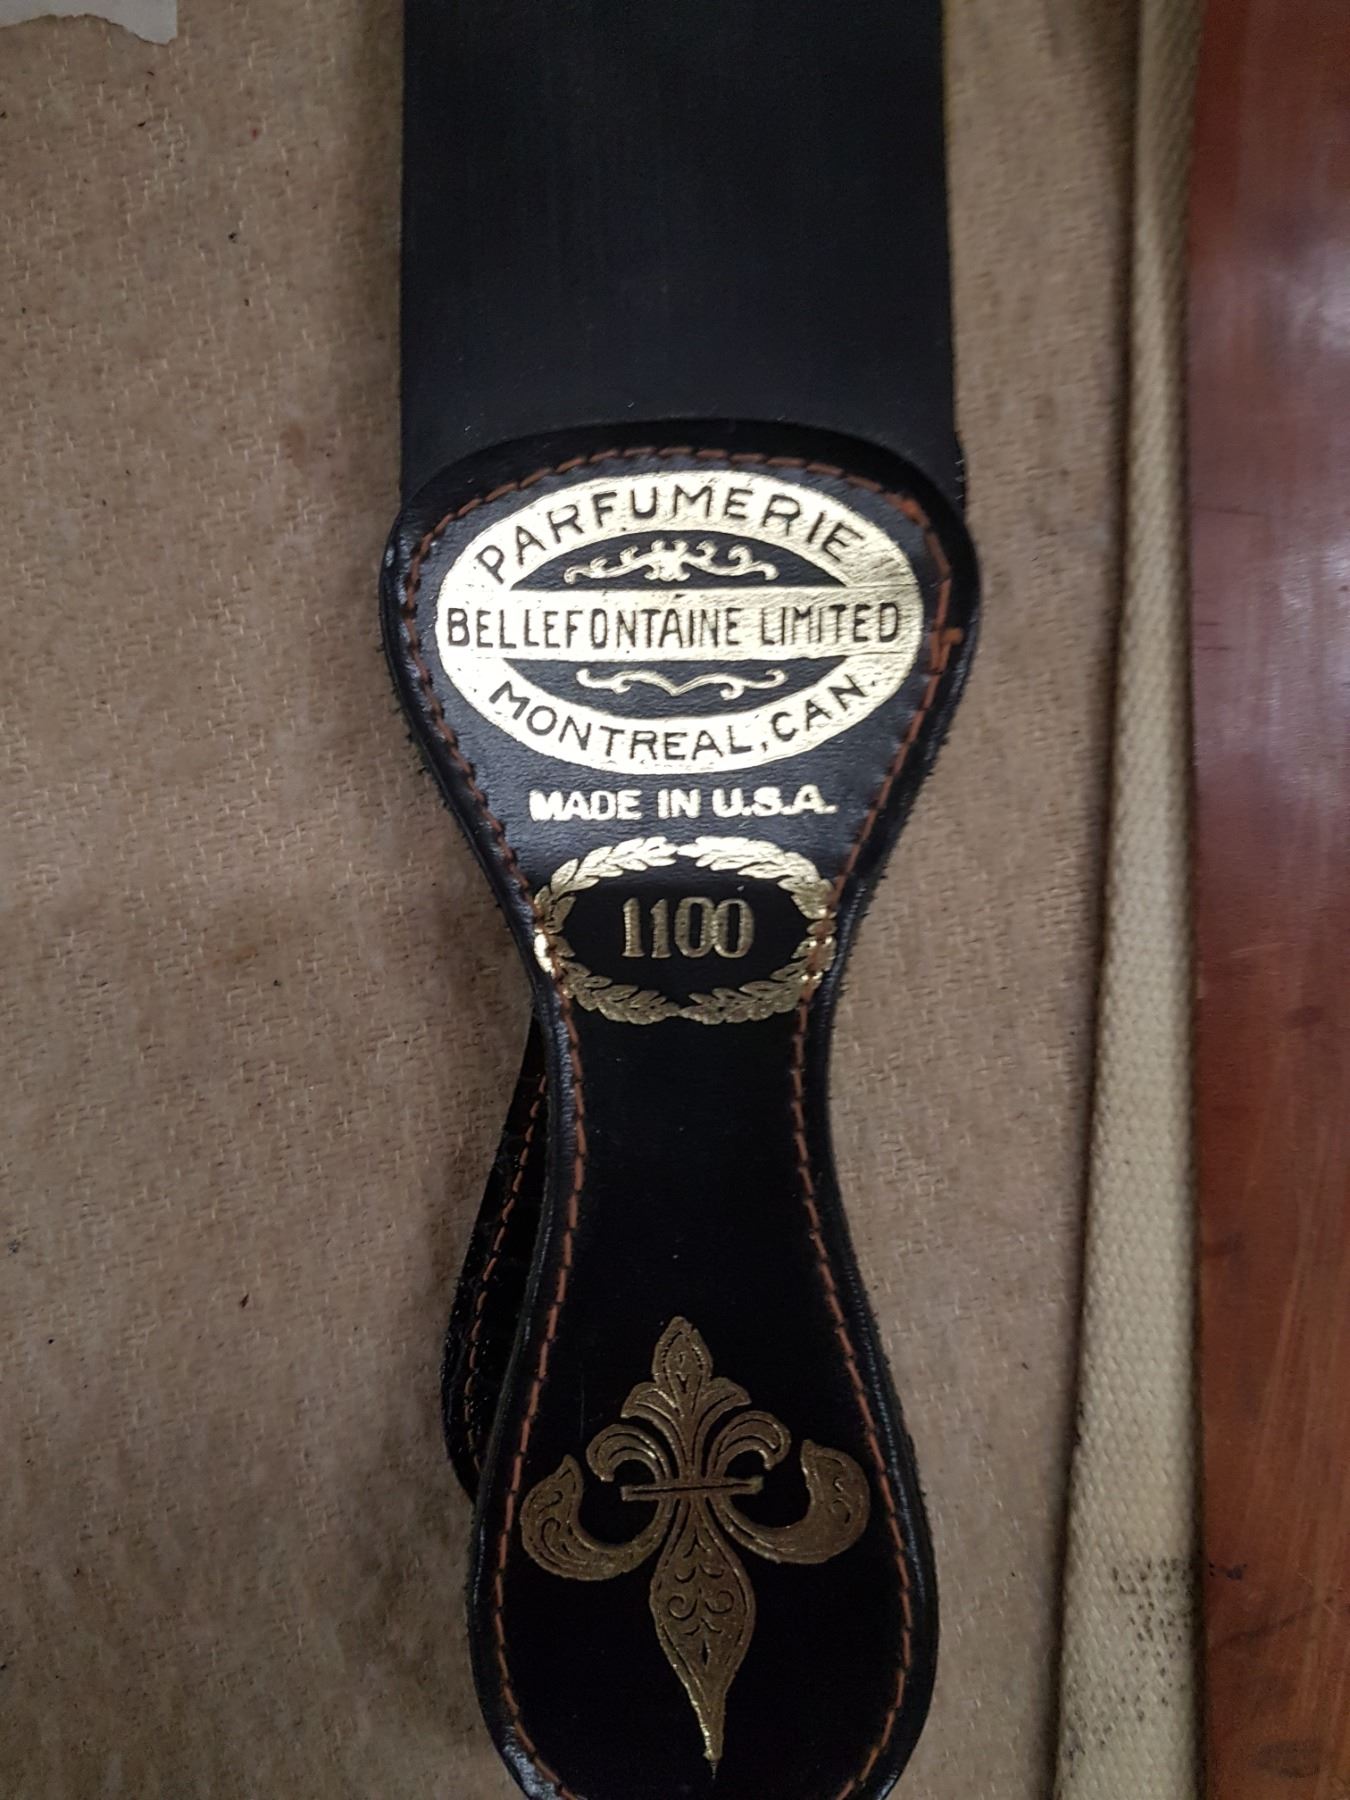 PARFUMERIE
BELLEFONTAINE LIMITED
MONTREAL, CAN.
MADE IN U.S.A.
1100